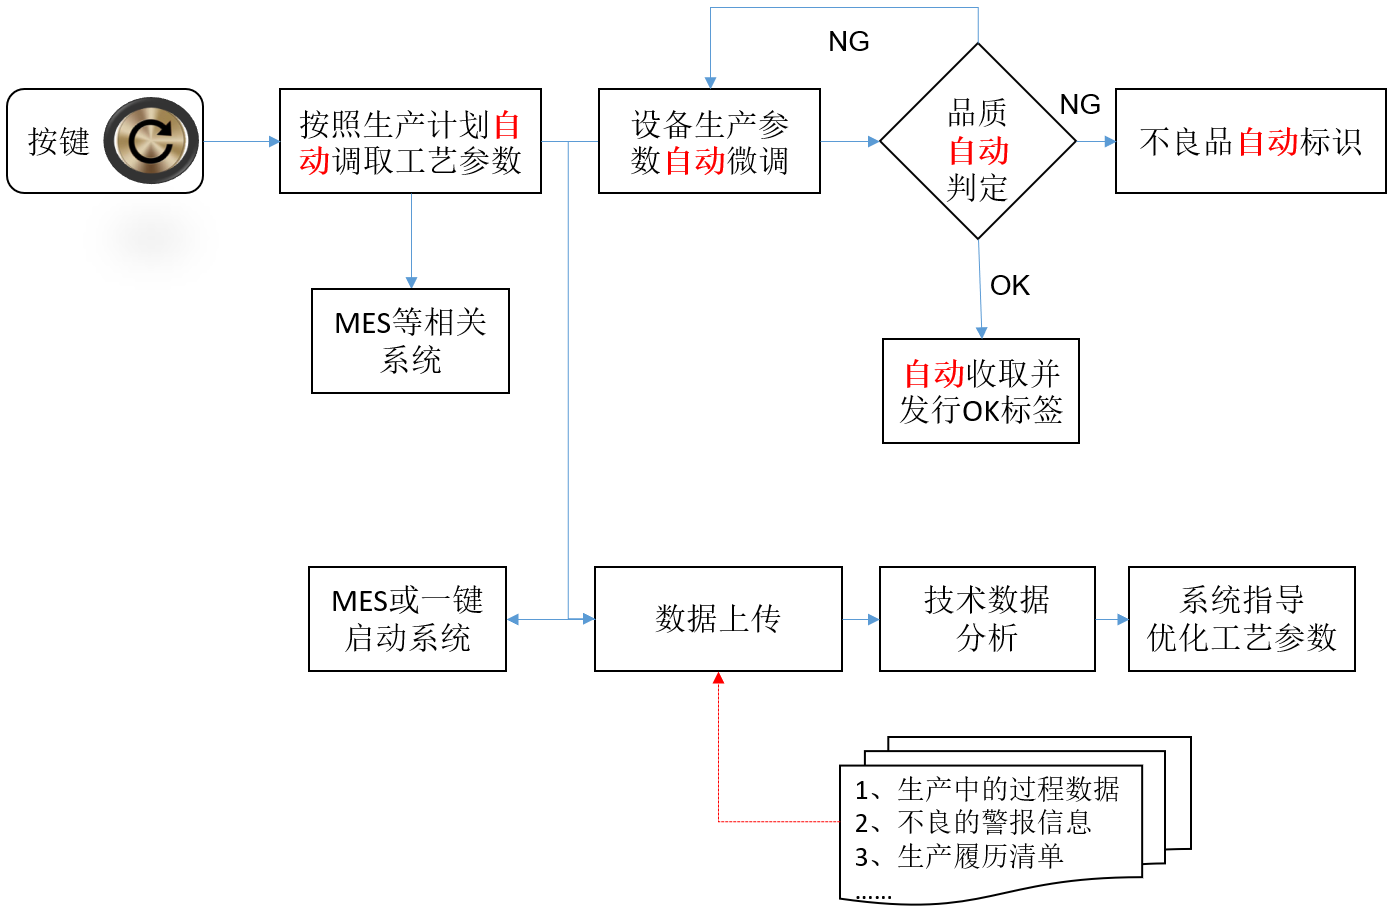 NG
按键
按照生产计划自
动调取工艺参数
设备生产参
数自动微调
品质
自动
判定
NG
不良品自动标识
MES等相关
系统
OK
自动收取并
发行OK标签
MES或一键
启动系统
数据上传
技术数据
分析
系统指导
优化工艺参数
1、生产中的过程数据
2、不良的警报信息
3、生产履历清单
……